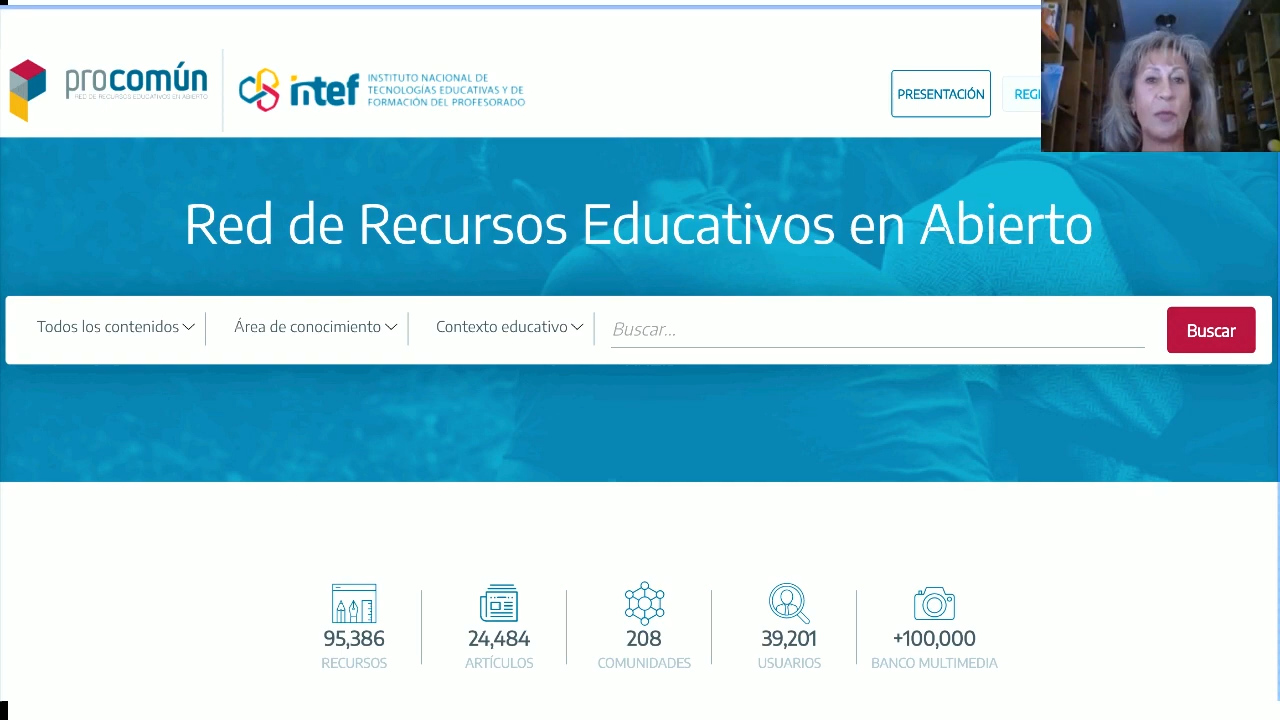 procomún
RED DE RECURSOS EDUCATIVOS EN ABIERTO
intef
INSTITUTO NACIONAL DE
TECNOLOGÍAS EDUCATIVAS Y DE
FORMACIÓN DEL PROFESORADO
PRESENTACIÓN
REGI
Red de Recursos Educativos en Abierto
Todos los contenidos
Área de conocimiento
Contexto educativo
Buscar...
Buscar
95,386
RECURSOS
24,484
ARTÍCULOS
208
COMUNIDADES
39,201
USUARIOS
+100,000
BANCO MULTIMEDIA